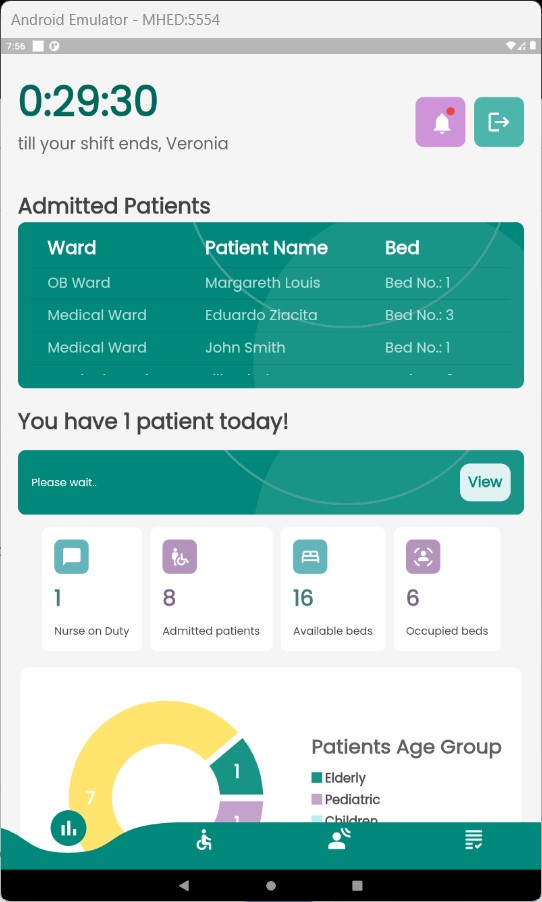 Android Emulator - MHED:5554
7:56
0:29:30
till your shift ends, Veronia
Admitted Patients
Ward Patient Name Bed
OB Ward Margareth Louis Bed No.: 1
Medical Ward Eduardo Ziacita Bed No.: 3
Medical Ward John Smith Bed No.: 1
You have 1 patient today!
Please wait..
View
1 8 16 6
Nurse on Duty Admitted patients Available beds Occupied beds
Patients Age Group
1
Elderly
7
Pediatric
1
Children